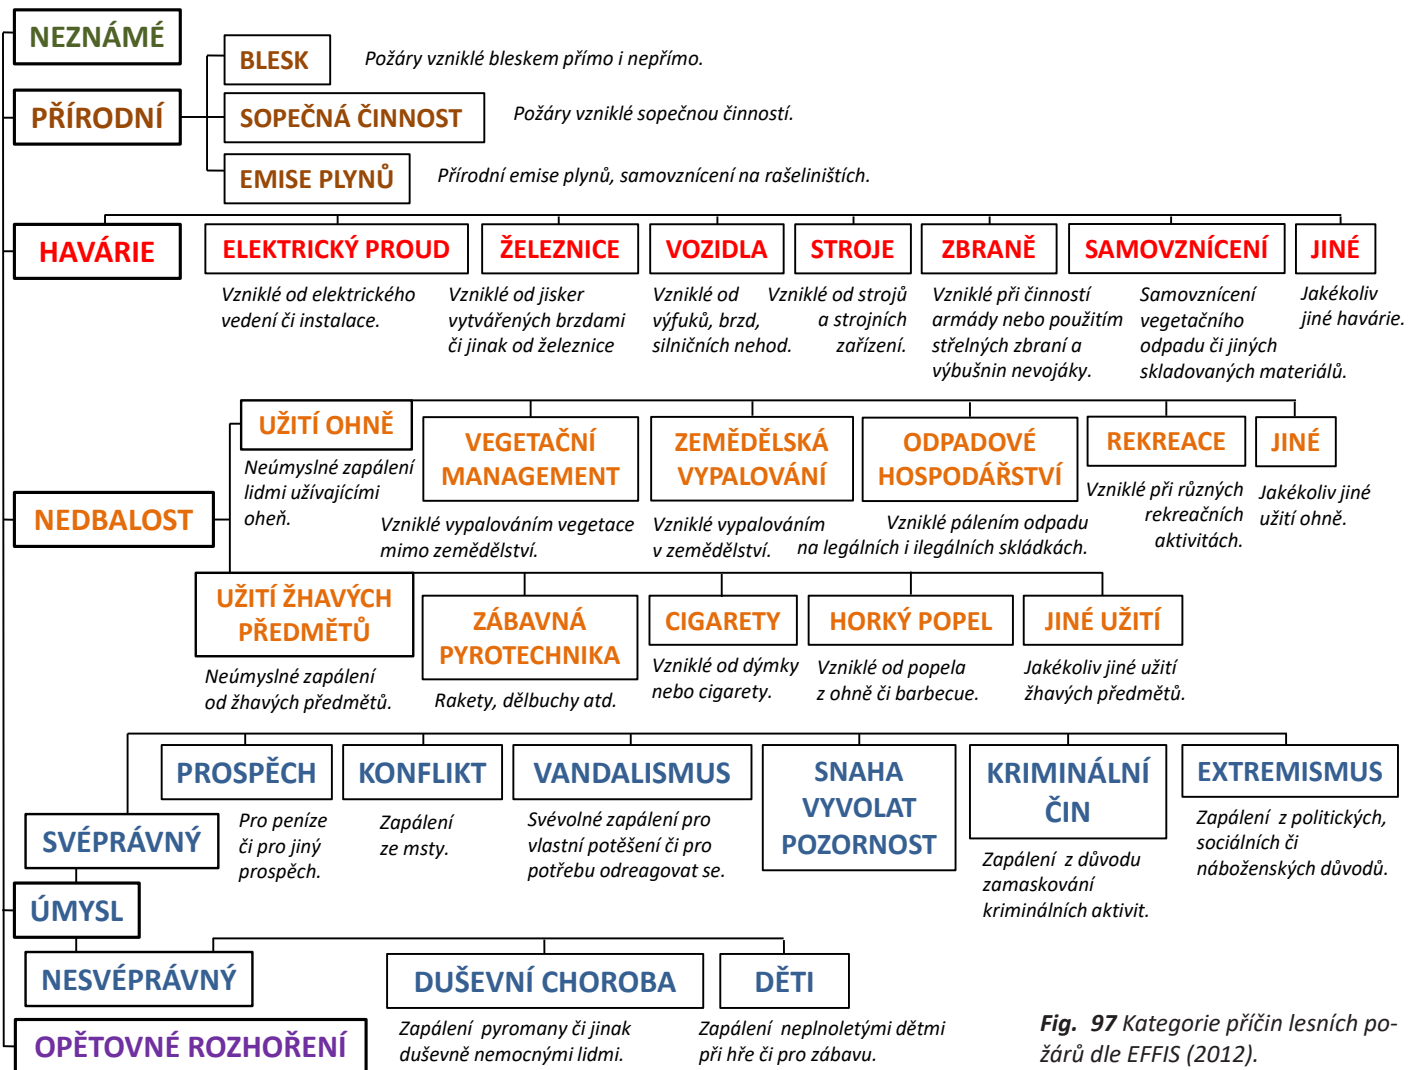 NEZNÁMÉ
PŘÍRODNÍ
BLESK
Požáry vzniklé bleskem přímo i nepřímo.
SOPEČNÁ ČINNOST
Požáry vzniklé sopečnou činností.
EMISE PLYNŮ
Přírodní emise plynů, samovznícení na rašeliništích.
HAVÁRIE
ELEKTRICKÝ PROUD
Vzniklé od elektrického
vedení či instalace.
ŽELEZNICE
Vzniklé od jisker
vytvářených brzdami
či jinak od železnice
VOZIDLA
Vzniklé od
výfuků, brzd,
silničních nehod.
STROJE
Vzniklé od strojů
a strojních
zařízení.
ZBRANĚ
Vzniklé při činností
armády nebo použitím
střelných zbraní a
výbušnin nevojáky.
SAMOVZNÍCENÍ
Samovznícení
vegetačního
odpadu či jiných
skladovaných materiálů.
JINÉ
Jakékoliv
jiné havárie.
NEDBALOST
UŽITÍ OHNĚ
Neúmyslné zapálení
lidmi užívajícími
oheň.
VEGETAČNÍ
MANAGEMENT
Vzniklé vypalováním vegetace
mimo zemědělství.
ZEMĚDĚLSKÁ
VYPALOVÁNÍ
Vzniklé vypalováním
v zemědělství.
ODPADOVÉ
HOSPODÁŘSTVÍ
Vzniklé pálením odpadu
na legálních i ilegálních skládkách.
REKREACE
Vzniklé při různých
rekreačních
aktivitách.
JINÉ
Jakékoliv jiné
užití ohně.
UŽITÍ ŽHAVÝCH
PŘEDMĚTŮ
Neúmyslné zapálení
od žhavých předmětů.
ZÁBAVNÁ
PYROTECHNIKA
Rakety, dělbuchy atd.
CIGARETY
Vzniklé od dýmky
nebo cigarety.
HORKÝ POPEL
Vzniklé od popela
z ohně či barbecue.
JINÉ UŽITÍ
Jakékoliv jiné užití
žhavých předmětů.
SVÉPRÁVNÝ
PROSPĚCH
Pro peníze
či pro jiný
prospěch.
KONFLIKT
Zapálení
ze msty.
VANDALISMUS
Svévolné zapálení pro
vlastní potěšení či pro
potřebu odreagovat se.
SNAHA
VYVOLAT
POZORNOST
KRIMINÁLNÍ
ČIN
Zapálení z důvodu
zamaskování
kriminálních aktivit.
EXTREMISMUS
Zapálení z politických,
sociálních či
náboženských důvodů.
ÚMYSL
NESVÉPRÁVNÝ
DUŠEVNÍ CHOROBA
Zapálení pyromany či jinak
duševně nemocnými lidmi.
DĚTI
Zapálení neplnoletými dětmi
při hře či pro zábavu.
OPĚTOVNÉ ROZHOŘENÍ
Fig. 97 Kategorie příčin lesních po-
žárů dle EFFIS (2012).